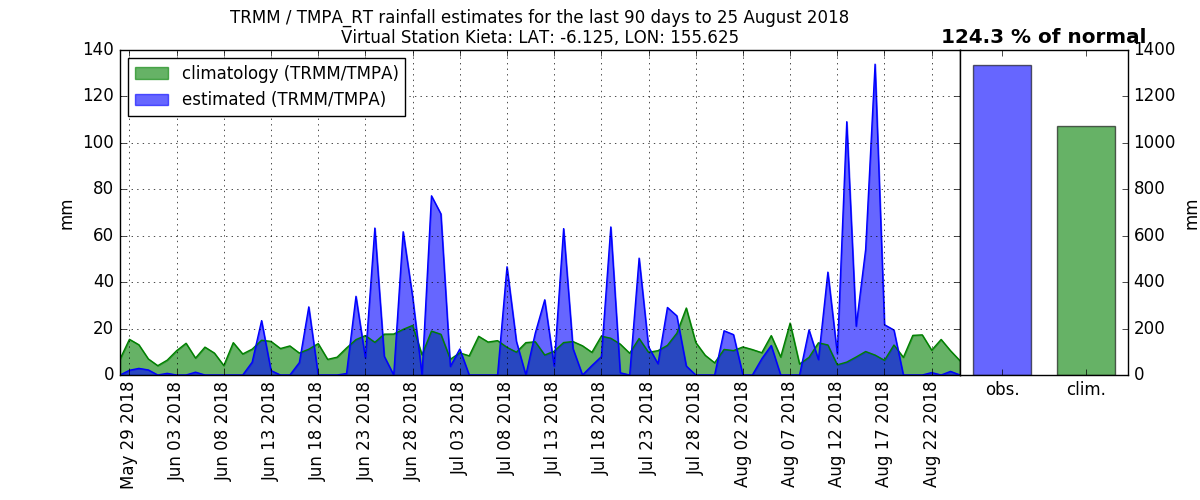 TRMM / TMPA_RT rainfall estimates for the last 90 days to 25 August 2018
Virtual Station Kieta: LAT: -6.125, LON: 155.625
124.3 % of normal
climatology (TRMM/TMPA)
estimated (TRMM/TMPA)
140
120
100
80
60
40
20
0
mm
May 29 2018
Jun 03 2018
Jun 08 2018
Jun 13 2018
Jun 18 2018
Jun 23 2018
Jun 28 2018
Jul 03 2018
Jul 08 2018
Jul 13 2018
Jul 18 2018
Jul 23 2018
Jul 28 2018
Aug 02 2018
Aug 07 2018
Aug 12 2018
Aug 17 2018
Aug 22 2018
obs.
clim.
1400
1200
1000
800
600
400
200
0
mm